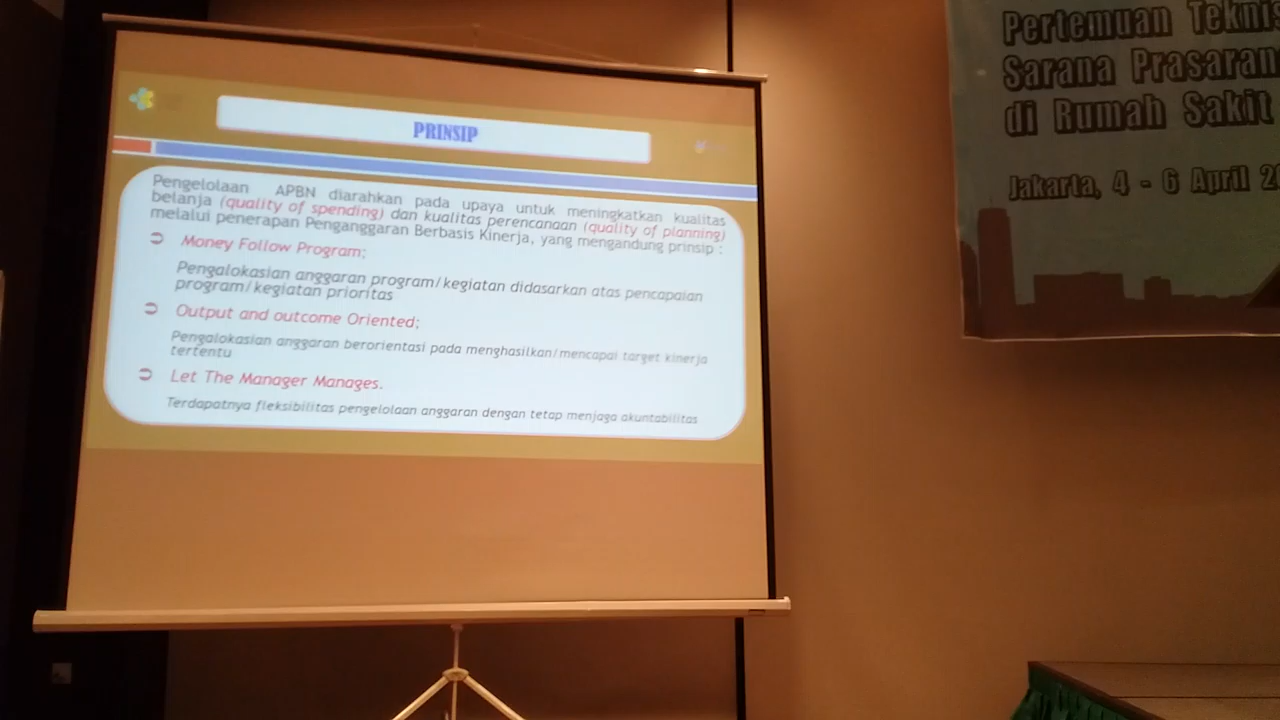 PRINSIP
Pengelolaan APBN diarahkan pada upaya untuk meningkatkan kualitas
belanja (quality of spending) dan kualitas perencanaan (quality of planning)
melalui penerapan Penganggaran Berbasis Kinerja, yang mengandung prinsip :
Money Follow Program;
Pengalokasian anggaran program/kegiatan didasarkan atas pencapaian
program/kegiatan prioritas
Output and outcome Oriented;
Pengalokasian anggaran berorientasi pada menghasilkan/mencapai target kinerja
tertentu
Let The Manager Manages.
Terdapatnya fleksibilitas pengelolaan anggaran dengan tetap menjaga akuntabilitas
Pertemuan Teknis
Sarana Prasaran
di Rumah Sakit
Jakarta, 4 - 6 April 20